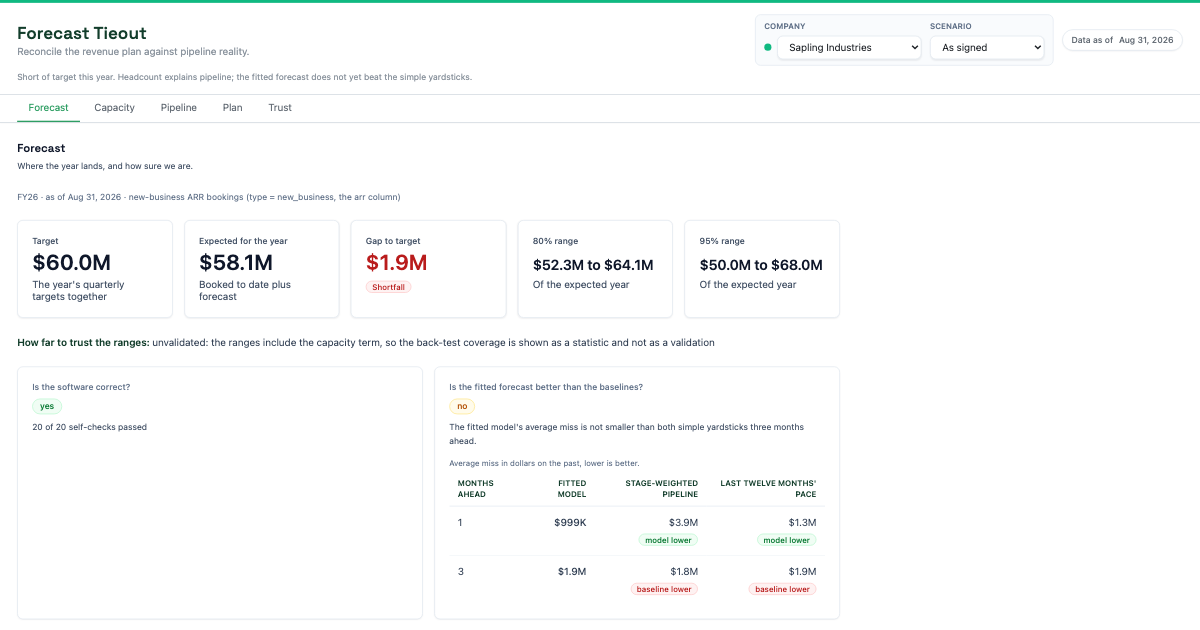 Forecast Tieout
Reconcile the revenue plan against pipeline reality.
Short of target this year. Headcount explains pipeline; the fitted forecast does not yet beat the simple yardsticks.
COMPANY
Sapling Industries
SCENARIO
As signed
Data as of Aug 31, 2026
Forecast Capacity Pipeline Plan Trust
Forecast
Where the year lands, and how sure we are.
FY26 · as of Aug 31, 2026 · new-business ARR bookings (type = new_business, the arr column)
Target
$60.0M
The year's quarterly
targets together
Expected for the year
$58.1M
Booked to date plus
forecast
Gap to target
$1.9M
Shortfall
80% range
$52.3M to $64.1M
Of the expected year
95% range
$50.0M to $68.0M
Of the expected year
How far to trust the ranges: unvalidated: the ranges include the capacity term, so the back-test coverage is shown as a statistic and not as a validation
Is the software correct?
yes
20 of 20 self-checks passed
Is the fitted forecast better than the baselines?
no
The fitted model's average miss is not smaller than both simple yardsticks three months
ahead.
Average miss in dollars on the past, lower is better.
MONTHS AHEAD FITTED MODEL STAGE-WEIGHTED PIPELINE LAST TWELVE MONTHS' PACE
1 $999K $3.9M $1.3M
model lower model lower
3 $1.9M $1.8M $1.9M
baseline lower baseline lower